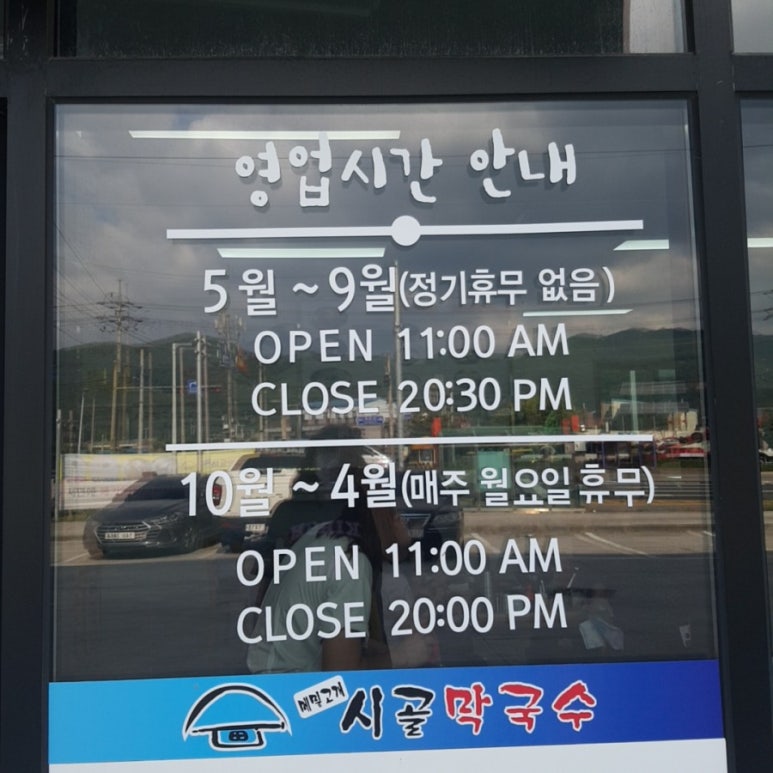 영업시간 안내
5월 ~ 9월(정기휴무 없음)
OPEN 11:00 AM
CLOSE 20:30 PM
10월 ~ 4월(매주 월요일 휴무)
OPEN 11:00 AM
CLOSE 20:00 PM
메밀고개 시골막국수